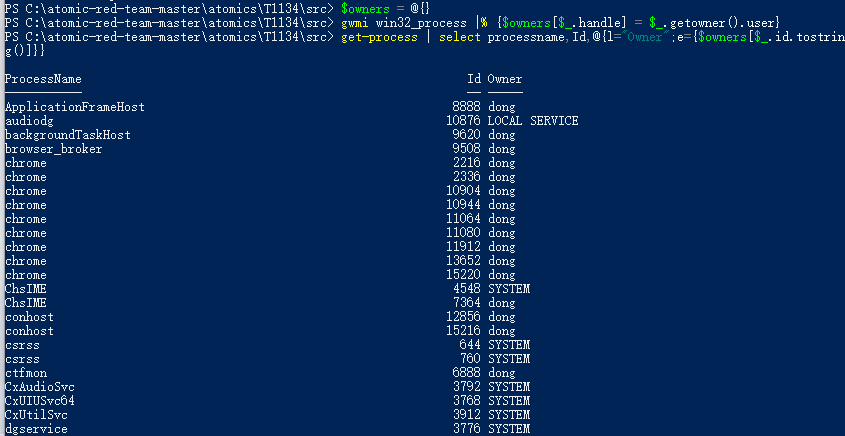 PS C:\atomic-red-team-master\atomics\T1134\src> $owners = @{}
PS C:\atomic-red-team-master\atomics\T1134\src> gwmi win32_process |% {$owners[$_.handle] = $_.getowner().user}
PS C:\atomic-red-team-master\atomics\T1134\src> get-process | select processname,Id,@{l="Owner";e={$owners[$_.id.tostrin
g()]}}
ProcessName Id Owner
----------- -- -----
ApplicationFrameHost 8888 dong
audiodg 10876 LOCAL SERVICE
backgroundTaskHost 9620 dong
browser_broker 9508 dong
chrome 2216 dong
chrome 2336 dong
chrome 10904 dong
chrome 10944 dong
chrome 11064 dong
chrome 11080 dong
chrome 11912 dong
chrome 13652 dong
chrome 15220 dong
ChsIME 4548 SYSTEM
ChsIME 7364 dong
conhost 12856 dong
conhost 15216 dong
csrss 644 SYSTEM
csrss 760 SYSTEM
ctfmon 6888 dong
CxAudioSvc 3792 SYSTEM
CxUIUSvc64 3768 SYSTEM
CxUtilSvc 3912 SYSTEM
dgservice 3776 SYSTEM